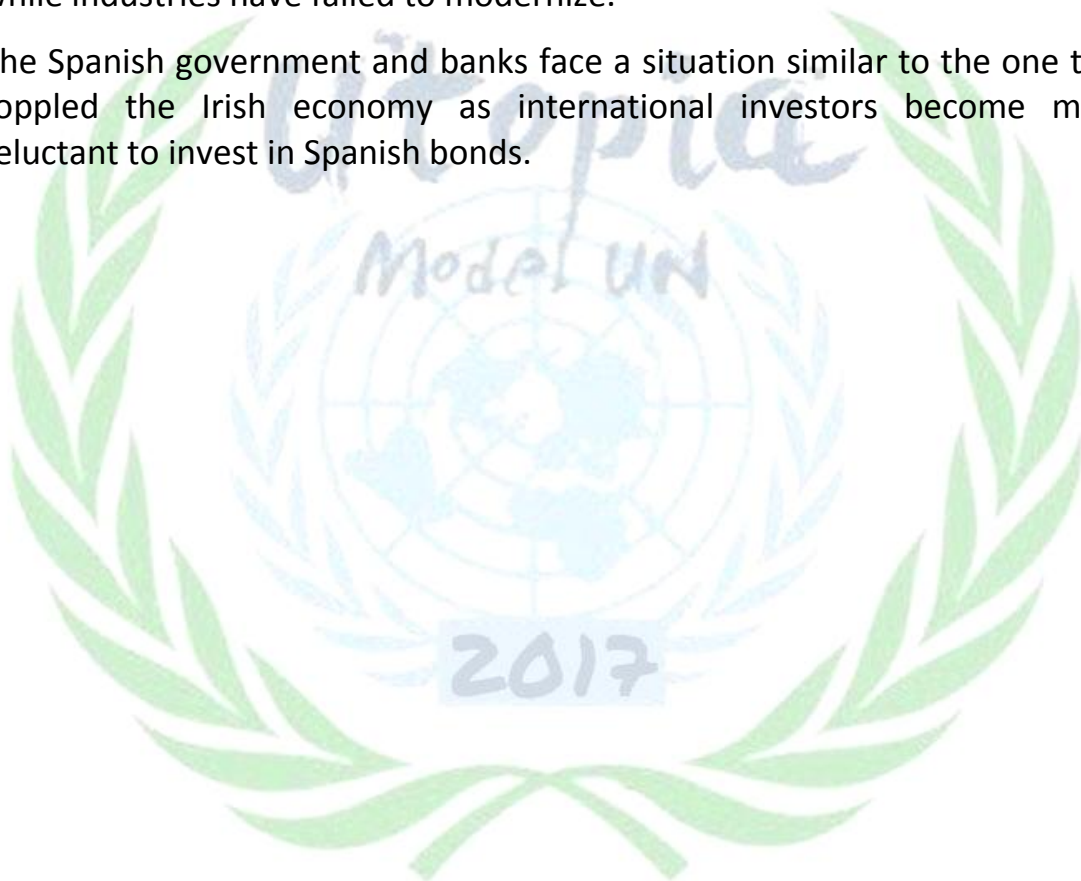 while industries have failed to modernize.
he Spanish government and banks face a situation similar to the one t
oppled the Irish economy as international investors become m
eluctant to invest in Spanish bonds.
Utopia
Model UN
2017